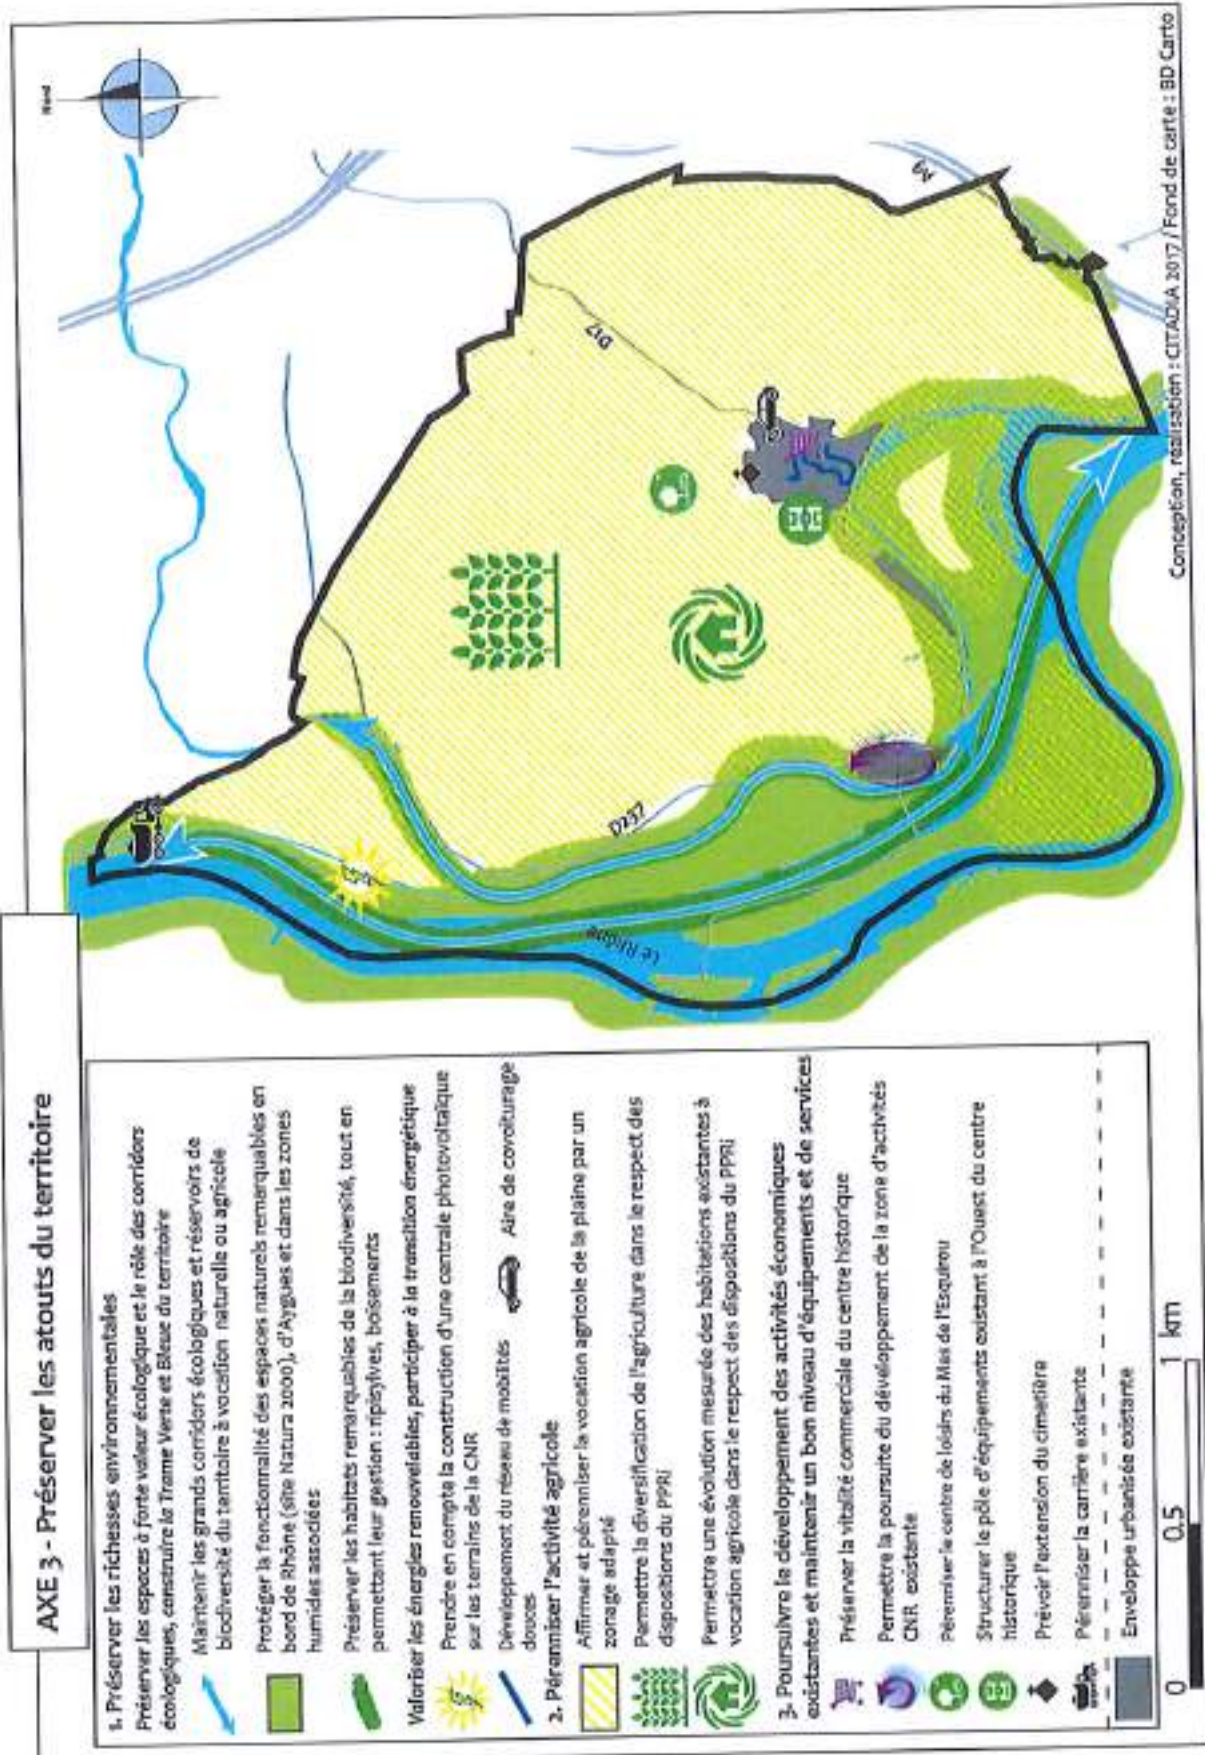 AXE 3 - Préserver les atouts du territoire
1. Préserver les richesses environnementales
Préserver les espaces à forte valeur écologique et le rôle des corridors
écologiques, construire la Trame Verte et Bleue du territoire
Maintenir les grands corridors écologiques et réservoirs de
biodiversité du territoire à vocation naturelle ou agricole
Protéger la fonctionnalité des espaces naturels remarquables en
bord de Rhône (site Natura 2000), d'Aygues et dans les zones
humides associées
Préserver les habitats remarquables de la biodiversité, tout en
permettant leur gestion : ripisylves, boisements
Valoriser les énergies renouvelables, participer à la transition énergétique
Prendre en compta la construction d'une centrale photovoltaïque
sur les terrains de la CNR
Développement du réseau de mobilités
douces
Aire de covoiturage
2. Pérenniser l'activité agricole
Affirmer et pérenniser la vocation agricole de la plaine par un
zonage adapté
Permettre la diversification de l'agriculture dans le respect des
dispositions du PPRi
Permettre une évolution mesurée des habitations existantes à
vocation agricole dans le respect des dispositions du PPRi
3. Poursuivre le développement des activités économiques
existantes et maintenir un bon niveau d'équipements et de services
Préserver la vitalité commerciale du centre historique
Permettre la poursuite du développement de la zone d'activités
CNR existante
Pérenniser le centre de loisirs du Mas de l'Esquirou
Structurer le pôle d'équipements existant à l'Ouest du centre
historique
Prévoir l'extension du cimetière
Pérenniser la carrière existante
Enveloppe urbanisée existante
0 0.5 1 km
Nord
A9
D17
D237
Le Rhône
Conception, réalisation : CITADIA 2017 / Fond de carte : BD Carto